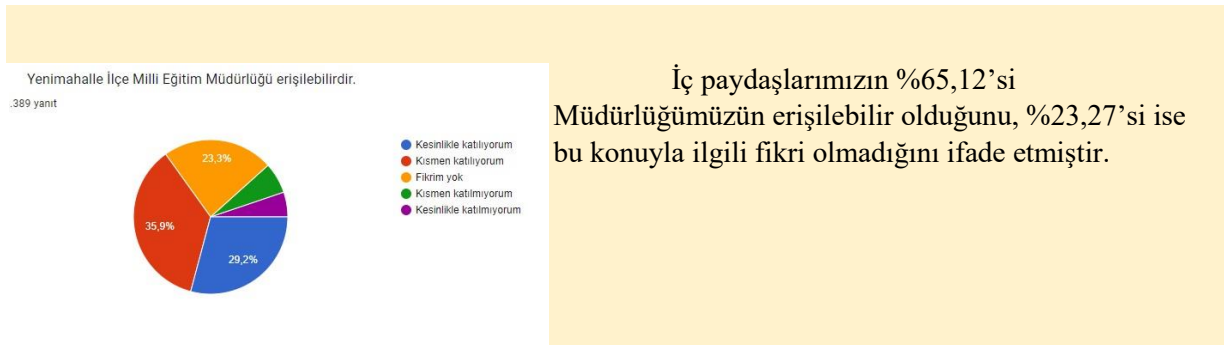 Yenimahalle İlçe Milli Eğitim Müdürlüğü erişilebilirdir.
.389 yanıt
Kesinlikle katılıyorum
Kısmen katılıyorum
Fikrim yok
Kısmen katılmıyorum
Kesinlikle katılmıyorum
23,3%
35,9%
29,2%
İç paydaşlarımızın %65,12’si
Müdürlüğümüzün erişilebilir olduğunu, %23,27’si ise
bu konuyla ilgili fikri olmadığını ifade etmiştir.